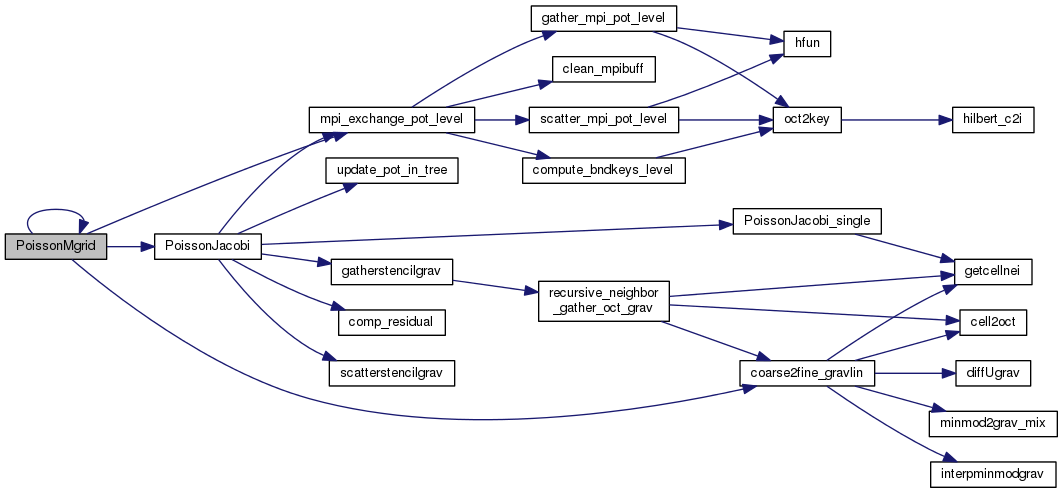 gather_mpi_pot_level
hfun
clean_mpibuff
mpi_exchange_pot_level
scatter_mpi_pot_level
oct2key
hilbert_c2i
update_pot_in_tree
compute_bndkeys_level
PoissonJacobi_single
PoissonMgrid
PoissonJacobi
gatherstencilgrav
getcellnei
recursive_neighbor
_gather_oct_grav
comp_residual
cell2oct
scatterstencilgrav
coarse2fine_gravlin
diffUgrav
minmod2grav_mix
interpminmodgrav